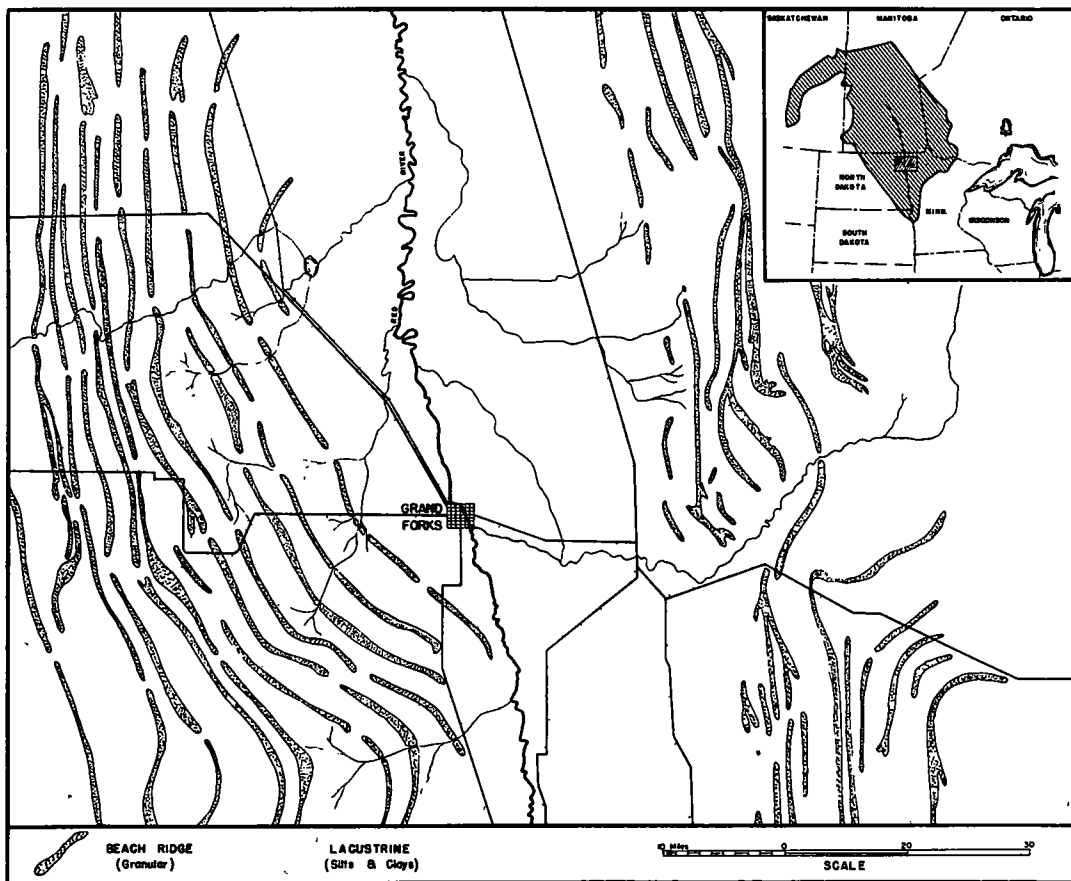 SASKATCHEWAN
MANITOBA
ONTARIO
NORTH
DAKOTA
MINN.
WISCONSIN
SOUTH
DAKOTA
RIVER
RED
GRAND
FORKS
BEACH RIDGE
(Granular)
LACUSTRINE
(Silts & Clays)
10 Miles 0 20 30
SCALE